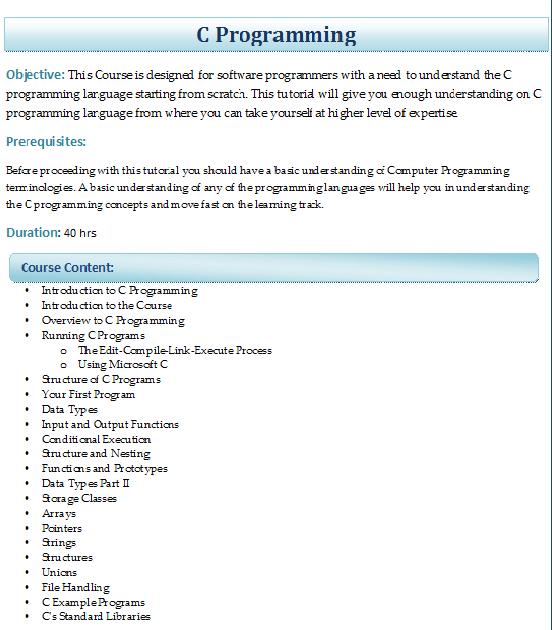 C Programming
Objective: This Course is designed for software programmers with a need to understand the C
programming language starting from scratch. This tutorial will give you enough understanding on C
programming language from where you can take yourself at higher level of expertise.
Prerequisites:
Before proceeding with this tutorial you should have a basic understanding of Computer Programming
terminologies. A basic understanding of any of the programming languages will help you in understanding
the C programming concepts and move fast on the learning track.
Duration: 40 hrs
Course Content:
• Introduction to C Programming
• Introduction to the Course
• Overview to C Programming
• Running C Programs
o The Edit-Compile-Link-Execute Process
o Using Microsoft C
• Structure of C Programs
• Your First Program
• Data Types
• Input and Output Functions
• Conditional Execution
• Structure and Nesting
• Functions and Prototypes
• Data Types Part II
• Storage Classes
• Arrays
• Pointers
• Strings
• Structures
• Unions
• File Handling
• C Example Programs
• C's Standard Libraries